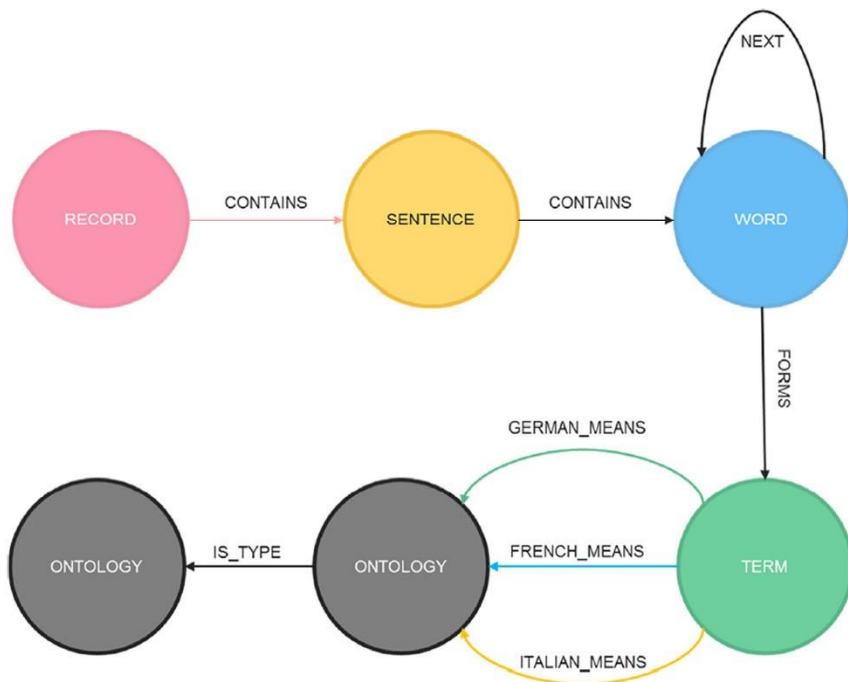 NEXT
RECORD
CONTAINS
SENTENCE
CONTAINS
WORD
FORMS
GERMAN_MEANS
ONTOLOGY
IS_TYPE
ONTOLOGY
FRENCH_MEANS
TERM
ITALIAN_MEANS